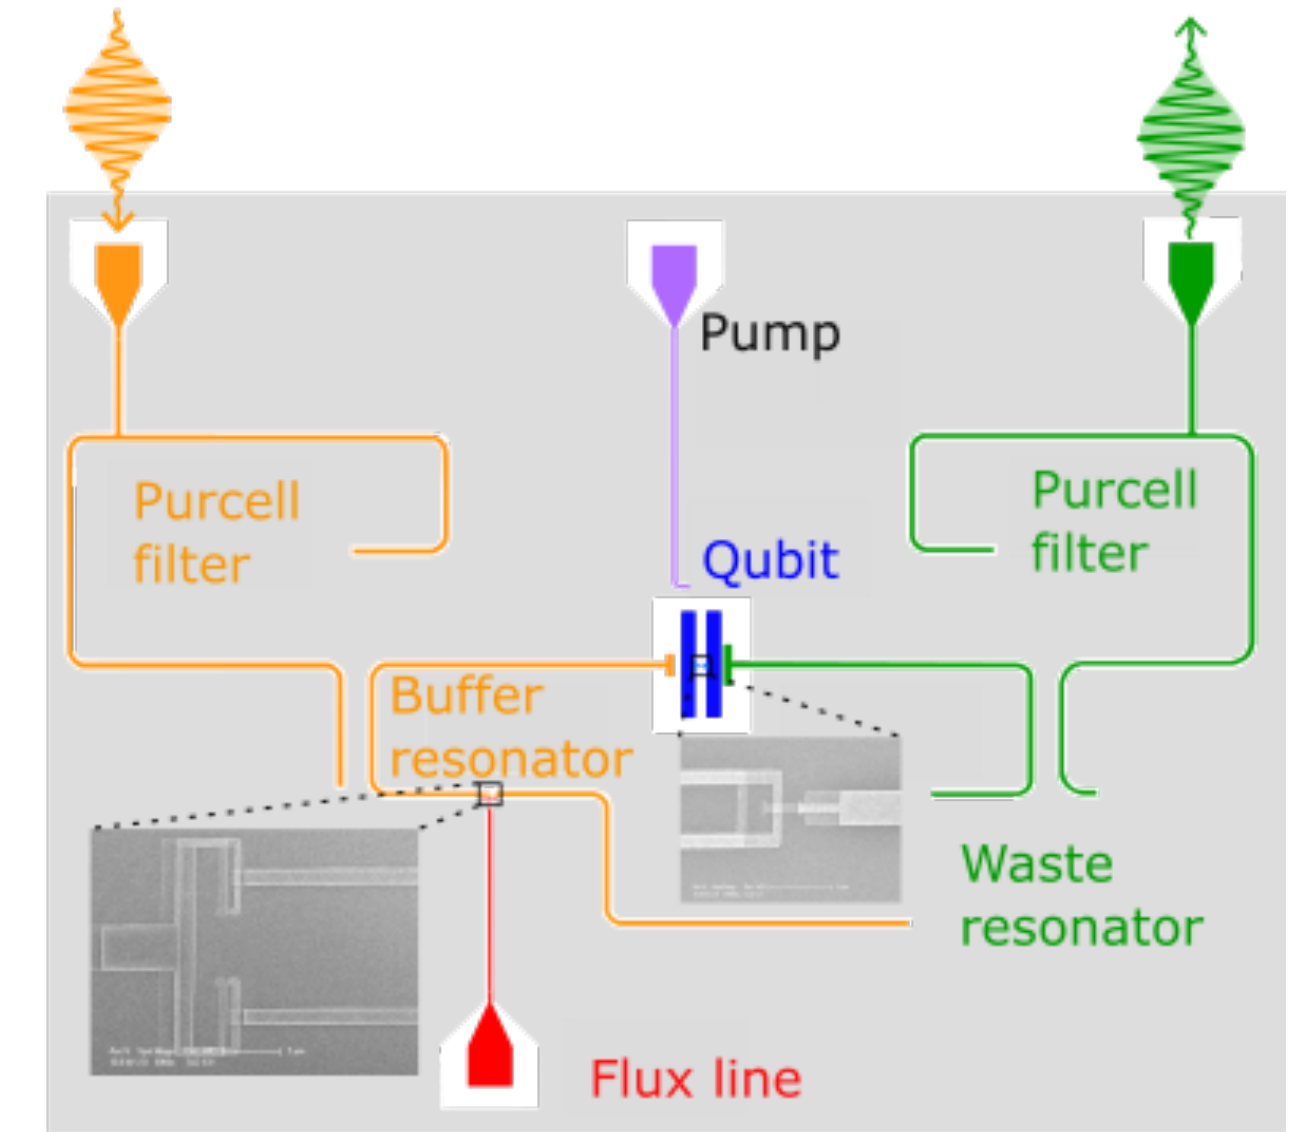 Pump
Purcell
filter
Purcell
filter
Qubit
Buffer
resonator
Waste
resonator
Flux line